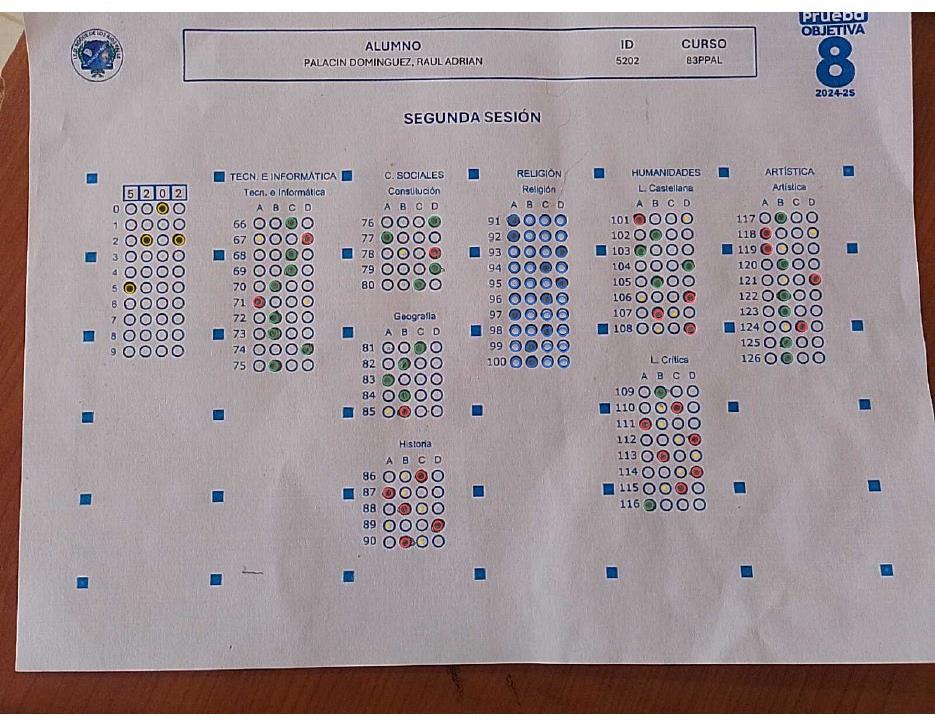 Prueba
OBJETIVA
8
2024-25
ALUMNO ID CURSO
PALACIN DOMINGUEZ, RAUL ADRIAN 5202 83PPAL
SEGUNDA SESIÓN
5 2 0 2
0
1
2
3
4
5
6
7
8
9
TECN. E INFORMÁTICA
Tecn. e Informática
A B C D
66
67
68
69
70
71
72
73
74
75
C. SOCIALES
Constitución
A B C D
76
77
78
79
80
Geografía
A B C D
81
82
83
84
85
Historia
A B C D
86
87
88
89
90
RELIGIÓN
Religión
A B C D
91
92
93
94
95
96
97
98
99
100
HUMANIDADES
L. Castellana
A B C D
101
102
103
104
105
106
107
108
L. Crítica
A B C D
109
110
111
112
113
114
115
116
ARTÍSTICA
Artística
A B C D
117
118
119
120
121
122
123
124
125
126